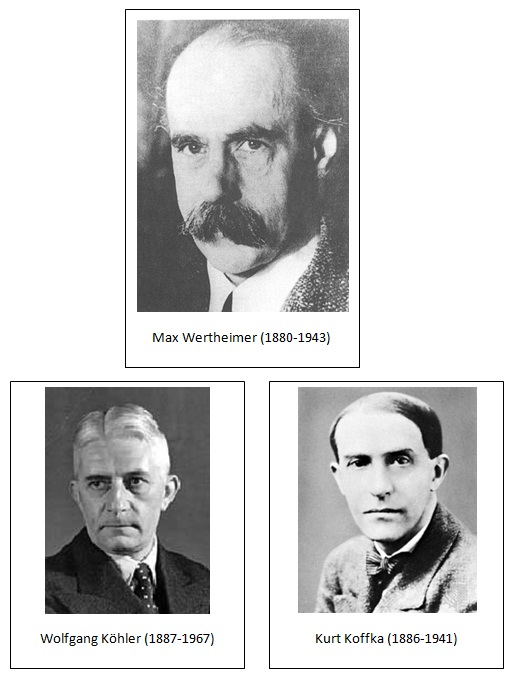 Max Wertheimer (1880-1943)
Wolfgang Köhler (1887-1967)
Kurt Koffka (1886-1941)